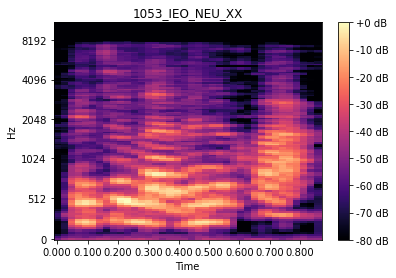 1053_IEO_NEU_XX
+0 dB
8192
-10 dB
4096
-20 dB
-30 dB
2048
Hz
-40 dB
1024
-50 dB
512
-60 dB
-70 dB
0
-80 dB
0.000 0.100 0.200 0.300 0.400 0.500 0.600 0.700 0.800
Time